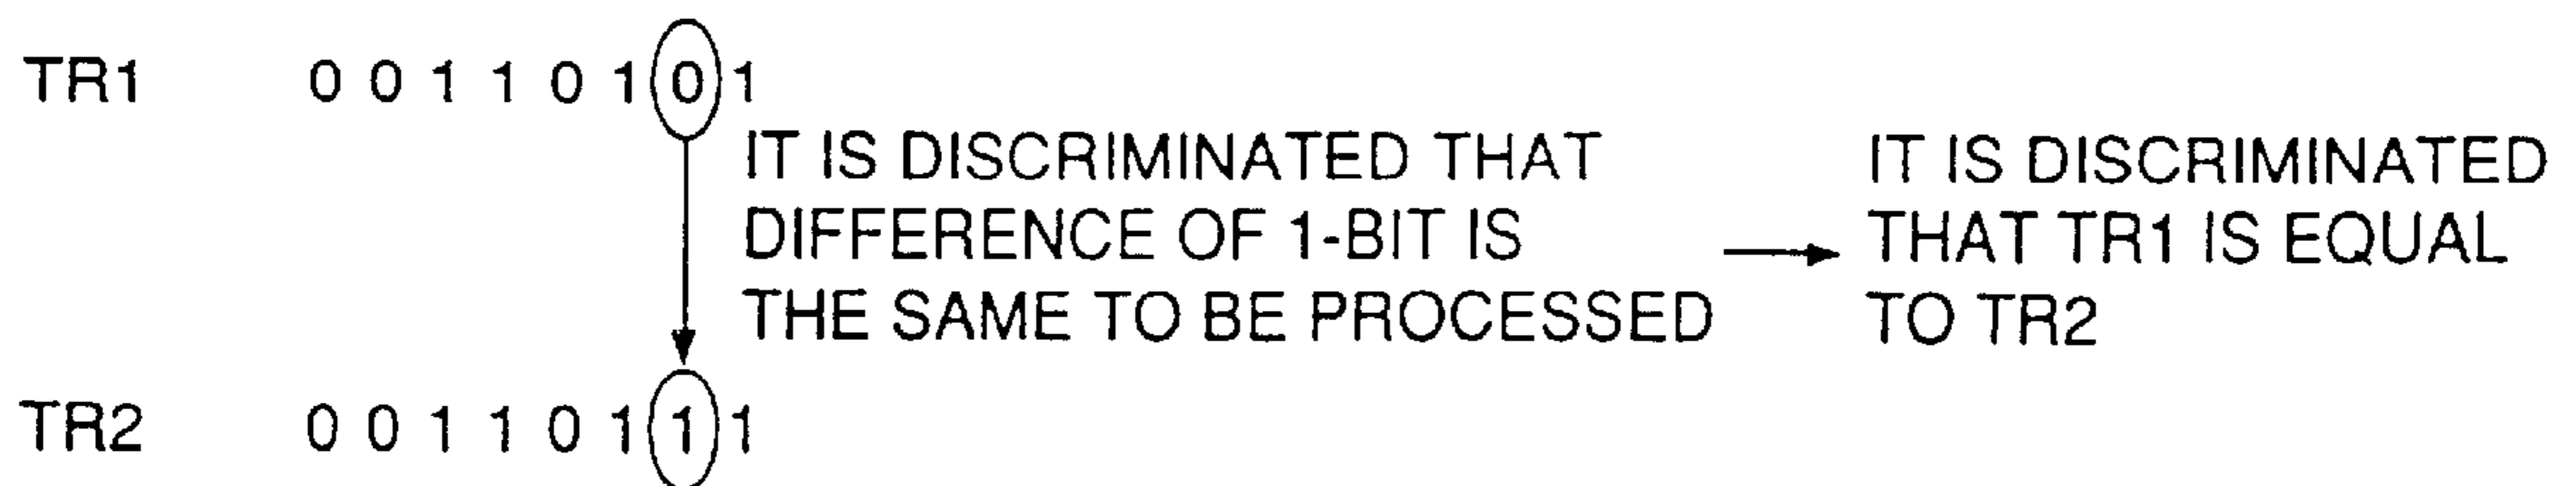 TR1 0 0 1 1 0 1 0 1
IT IS DISCRIMINATED THAT
DIFFERENCE OF 1-BIT IS
THE SAME TO BE PROCESSED
IT IS DISCRIMINATED
THAT TR1 IS EQUAL
TO TR2
TR2 0 0 1 1 0 1 1 1